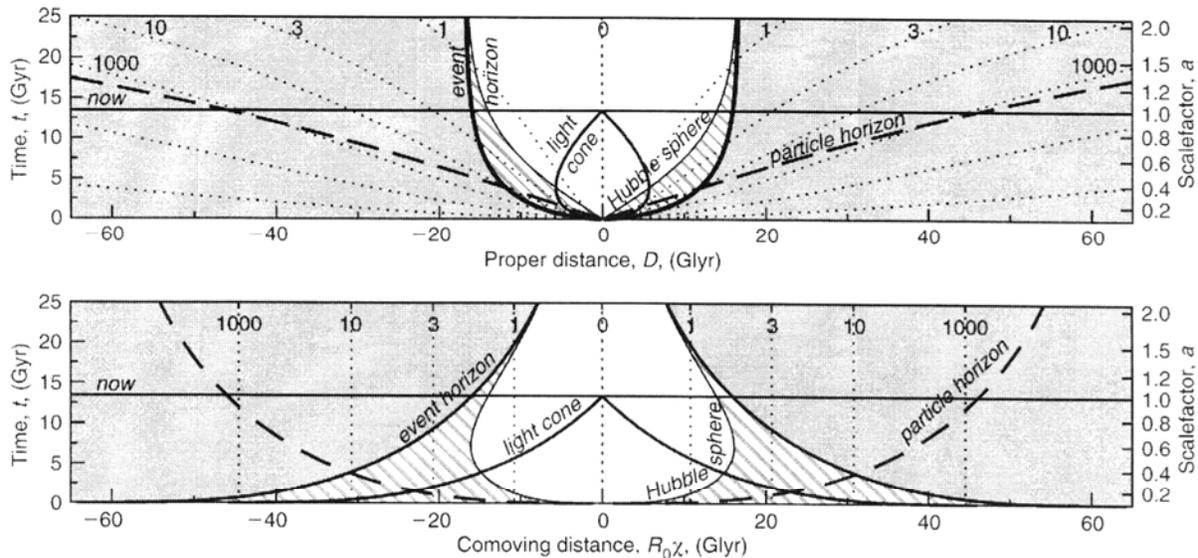 10 3 1 0 1 3 10
1000 1000
now
event horizon
light cone
Hubble sphere
particle horizon
Time, t, (Gyr)
25
20
15
10
5
0
Scalefactor, a
2.0
1.5
1.2
1.0
0.8
0.6
0.4
0.2
−60 −40 −20 0 20 40 60
Proper distance, D, (Glyr)
1000 10 3 1 0 1 3 10 1000
now
event horizon
light cone
Hubble sphere
particle horizon
Time, t, (Gyr)
25
20
15
10
5
0
Scalefactor, a
2.0
1.5
1.2
1.0
0.8
0.6
0.4
0.2
−60 −40 −20 0 20 40 60
Comoving distance, R₀χ, (Glyr)